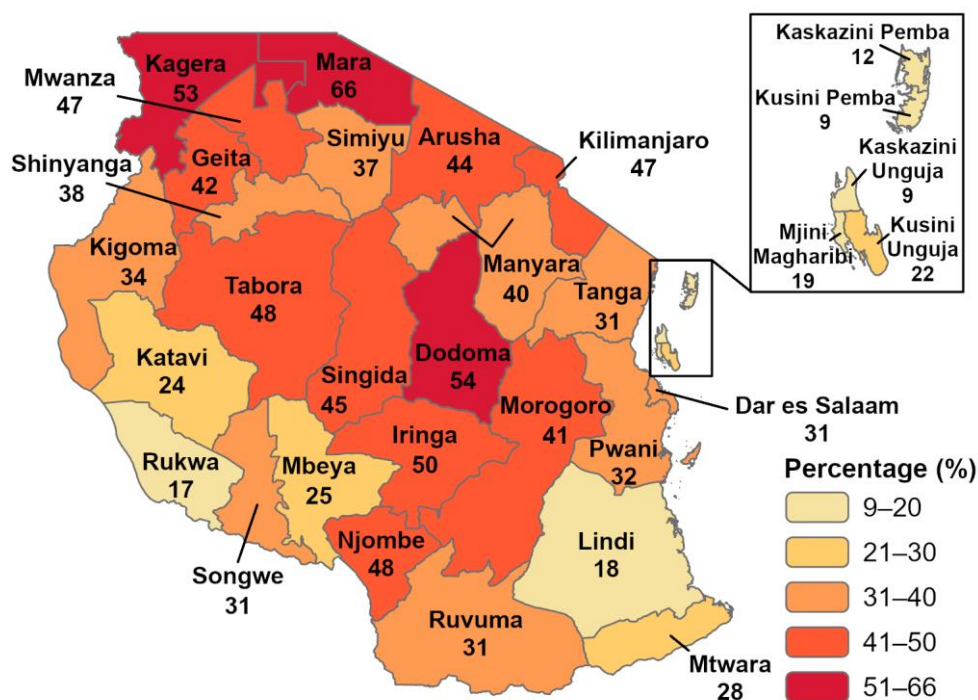 Kagera
53
Mara
66
Mwanza
47
Simiyu
37
Arusha
44
Kilimanjaro
47
Shinyanga
38
Geita
42
Kigoma
34
Tabora
48
Manyara
40
Tanga
31
Katavi
24
Singida
45
Dodoma
54
Morogoro
41
Dar es Salaam
31
Pwani
32
Rukwa
17
Mbeya
25
Iringa
50
Songwe
31
Njombe
48
Lindi
18
Ruvuma
31
Mtwara
28
Kaskazini Pemba
12
Kusini Pemba
9
Kaskazini
Unguja
9
Mjini
Magharibi
19
Kusini
Unguja
22
Percentage (%)
9–20
21–30
31–40
41–50
51–66